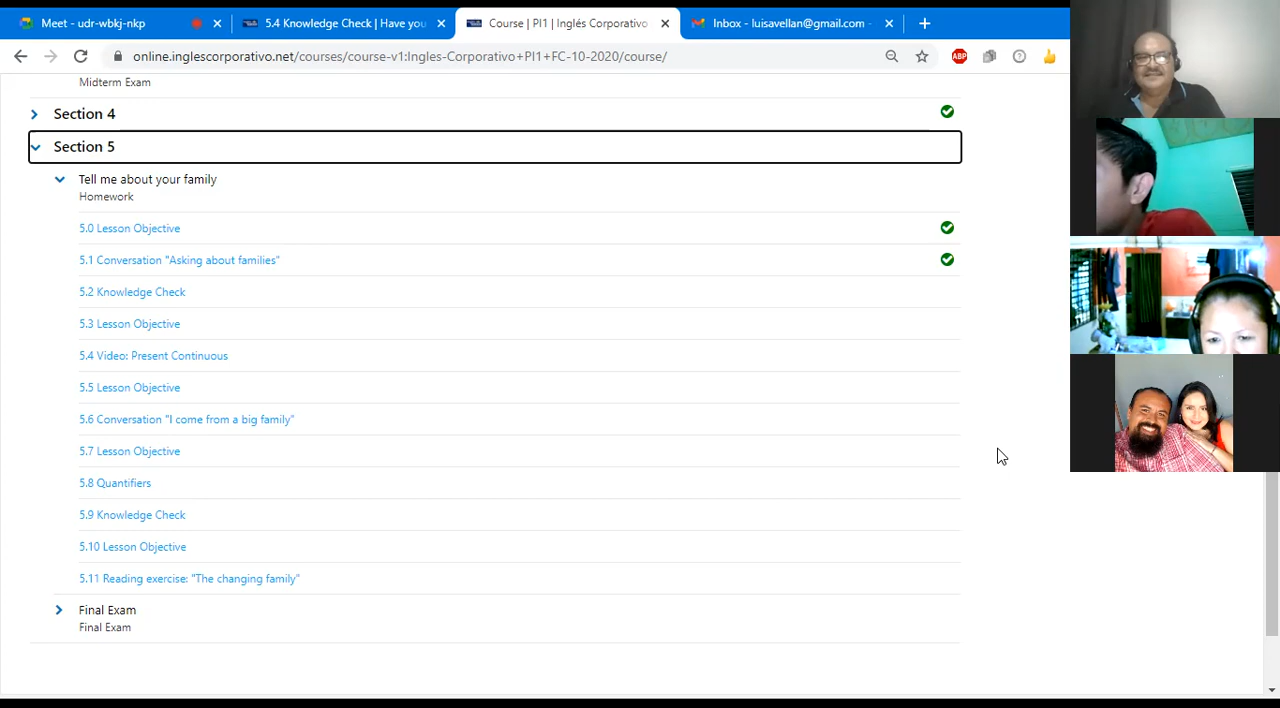 Meet - udr-wbkj-nkp
5.4 Knowledge Check | Have you
Course | PI1 | Inglés Corporativo
Inbox - luisavellan@gmail.com -
online.inglescorporativo.net/courses/course-v1:Ingles-Corporativo+PI1+FC-10-2020/course/
ABP
Midterm Exam
Section 4
Section 5
Tell me about your family
Homework
5.0 Lesson Objective
5.1 Conversation "Asking about families"
5.2 Knowledge Check
5.3 Lesson Objective
5.4 Video: Present Continuous
5.5 Lesson Objective
5.6 Conversation "I come from a big family"
5.7 Lesson Objective
5.8 Quantifiers
5.9 Knowledge Check
5.10 Lesson Objective
5.11 Reading exercise: "The changing family"
Final Exam
Final Exam